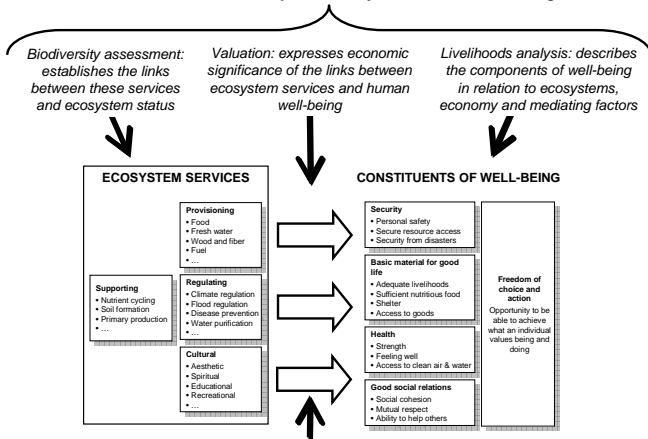 Biodiversity assessment:
establishes the links
between these services
and ecosystem status
Valuation: expresses economic
significance of the links between
ecosystem services and human
well-being
Livelihoods analysis: describes
the components of well-being
in relation to ecosystems,
economy and mediating factors
ECOSYSTEM SERVICES
Supporting
• Nutrient cycling
• Soil formation
• Primary production
• …
Provisioning
• Food
• Fresh water
• Wood and fiber
• Fuel
• …
Regulating
• Climate regulation
• Flood regulation
• Disease prevention
• Water purification
• …
Cultural
• Aesthetic
• Spiritual
• Educational
• Recreational
• …
CONSTITUENTS OF WELL-BEING
Security
• Personal safety
• Secure resource access
• Security from disasters
Basic material for good
life
• Adequate livelihoods
• Sufficient nutritious food
• Shelter
• Access to goods
Health
• Strength
• Feeling well
• Access to clean air & water
Good social relations
• Social cohesion
• Mutual respect
• Ability to help others
Freedom of
choice and
action
Opportunity to be
able to achieve
what an individual
values being and
doing